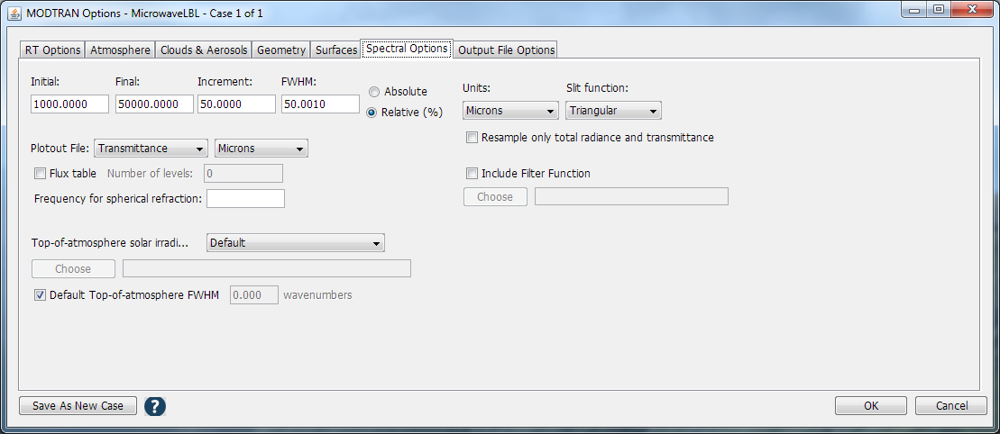 MODTRAN Options - MicrowaveLBL - Case 1 of 1
RT Options Atmosphere Clouds & Aerosols Geometry Surfaces Spectral Options Output File Options
Initial: Final: Increment: FWHM:
1000.0000 50000.0000 50.0000 50.0010
Absolute
Relative (%)
Units: Slit function:
Microns Triangular
Resample only total radiance and transmittance
Plotout File: Transmittance Microns
Flux table Number of levels: 0
Include Filter Function
Frequency for spherical refraction:
Choose
Top-of-atmosphere solar irradi... Default
Choose
Default Top-of-atmosphere FWHM 0.000 wavenumbers
Save As New Case ? OK Cancel